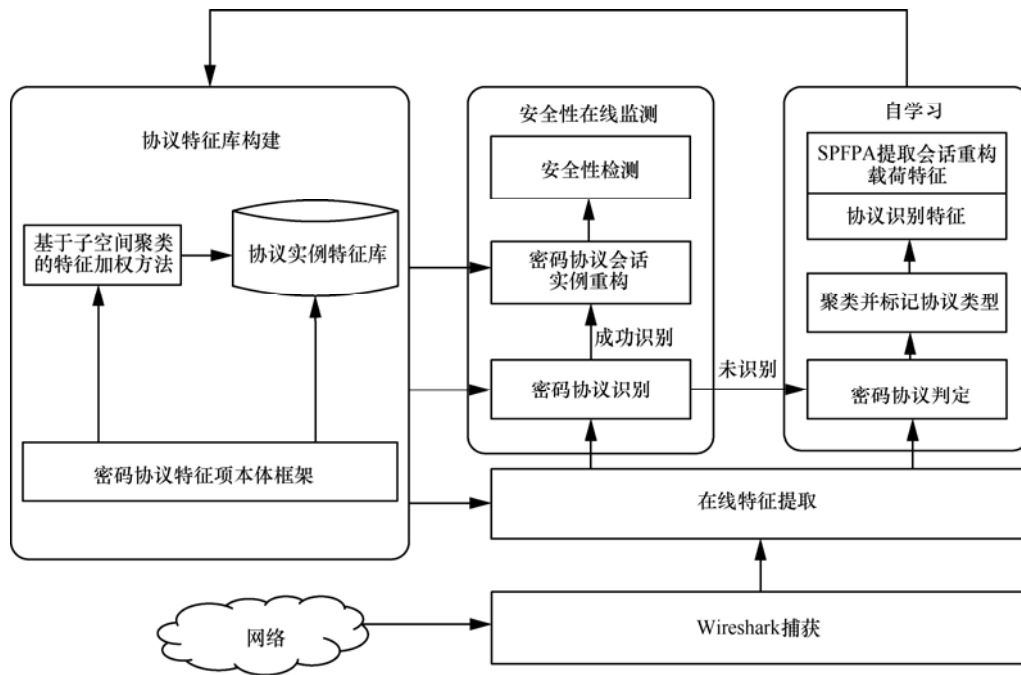 协议特征库构建
基于子空间聚类
的特征加权方法
协议实例特征库
密码协议特征项本体框架
安全性在线监测
安全性检测
密码协议会话
实例重构
成功识别
密码协议识别
未识别
自学习
SPFPA提取会话重构
载荷特征
协议识别特征
聚类并标记协议类型
密码协议判定
在线特征提取
网络
Wireshark捕获